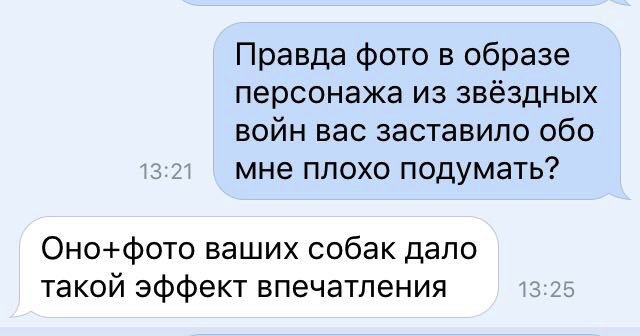 Правда фото в образе
персонажа из звёздных
войн вас заставило обо
мне плохо подумать?
13:21
Оно+фото ваших собак дало
такой эффект впечатления
13:25